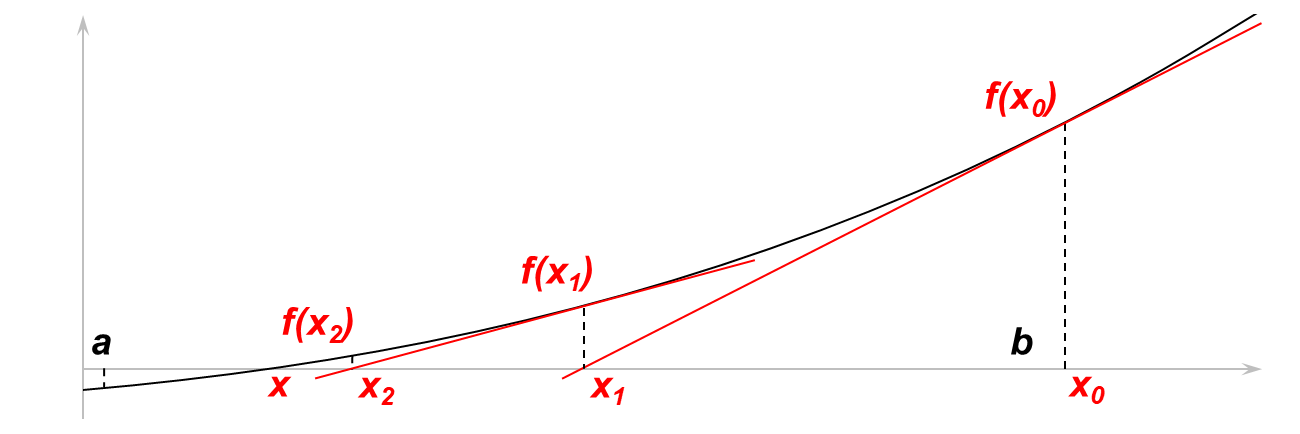 f(x₀)
f(x₁)
f(x₂)
a
b
x
x₂
x₁
x₀